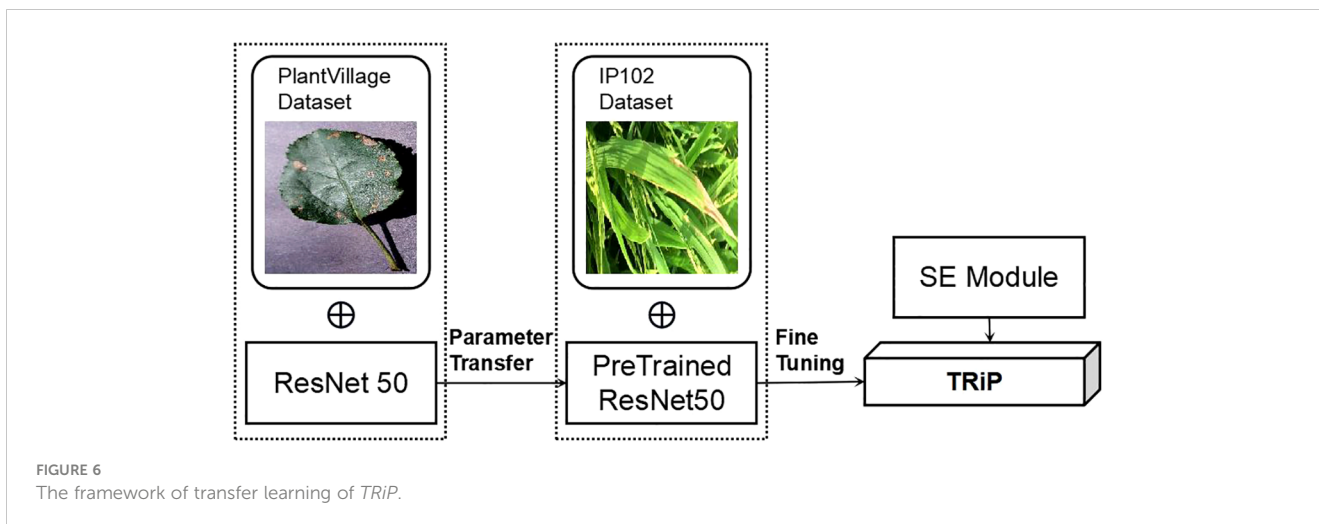 PlantVillage
Dataset
IP102
Dataset
ResNet 50
Parameter
Transfer
PreTrained
ResNet50
Fine
Tuning
SE Module
TRiP
FIGURE 6
The framework of transfer learning of TRiP.